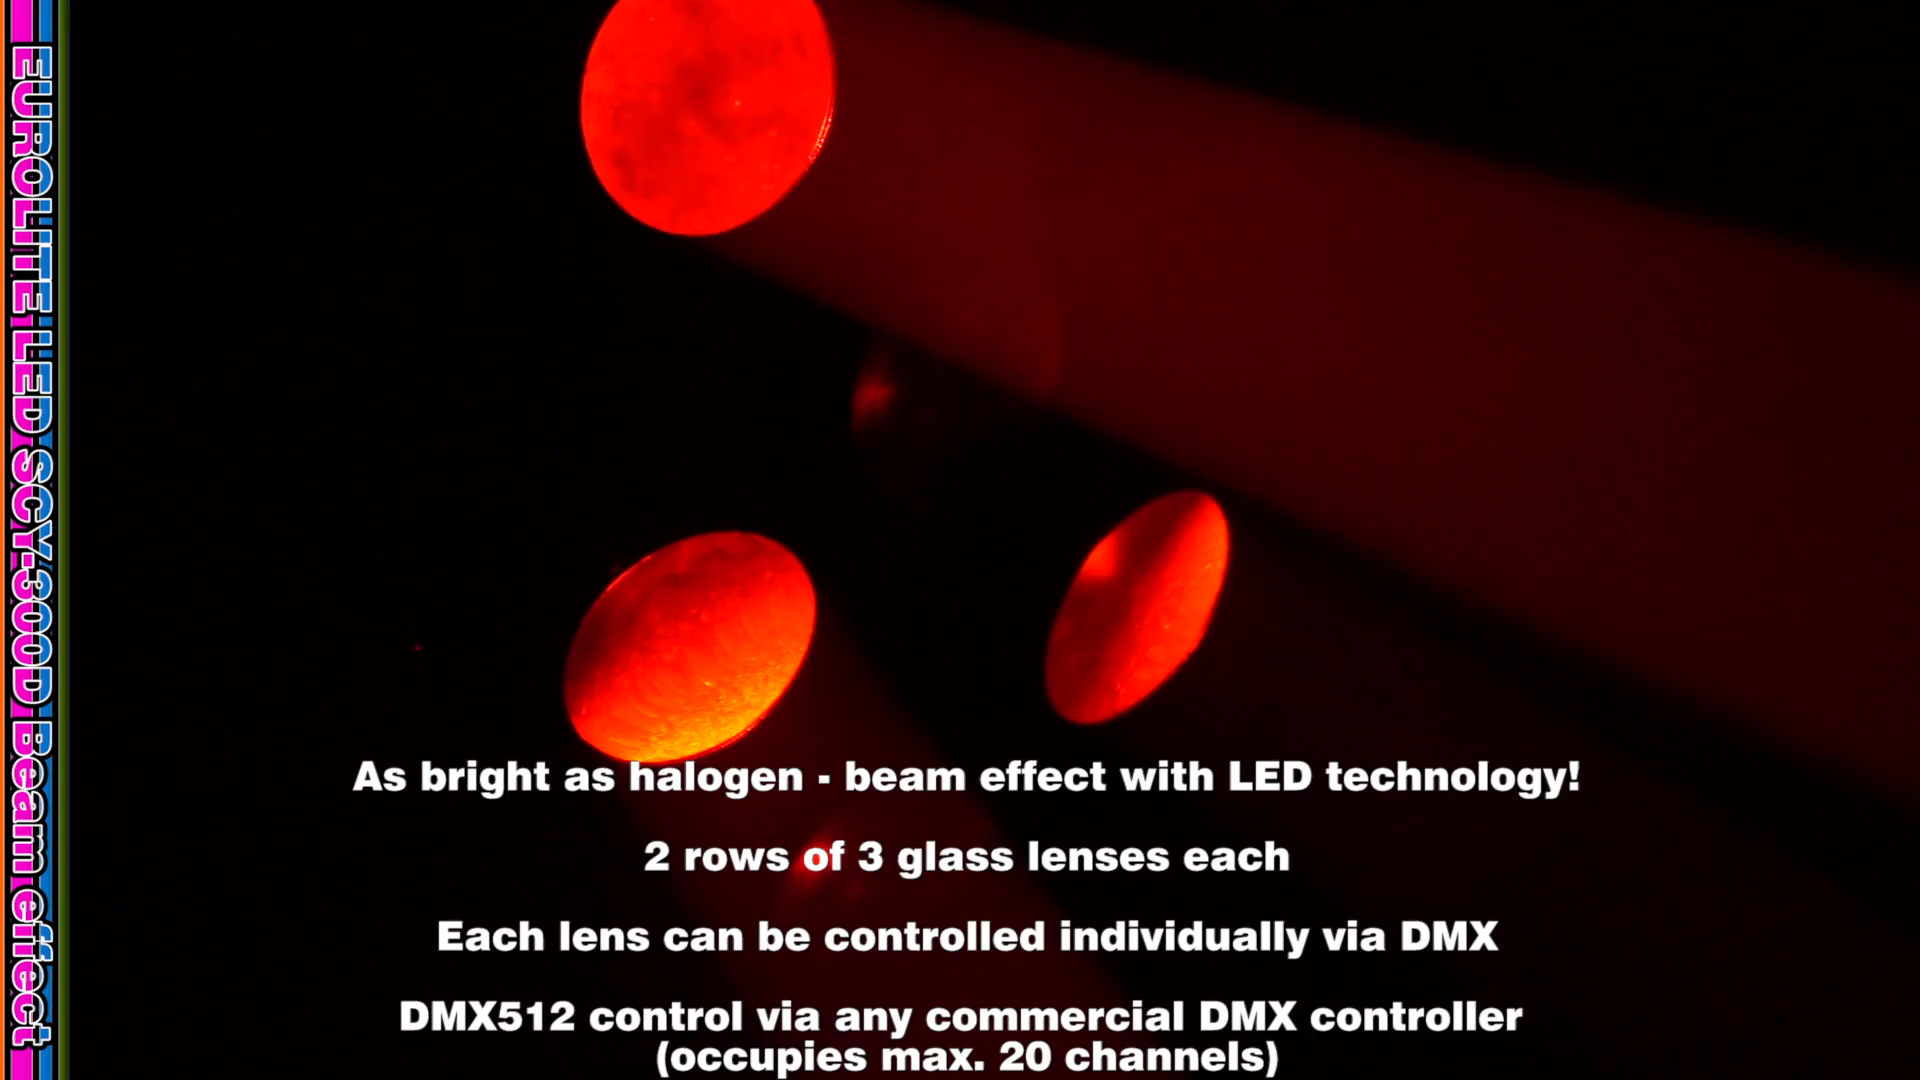 EUROLITE LED SCY-300D Beam effect
As bright as halogen - beam effect with LED technology!
2 rows of 3 glass lenses each
Each lens can be controlled individually via DMX
DMX512 control via any commercial DMX controller
(occupies max. 20 channels)